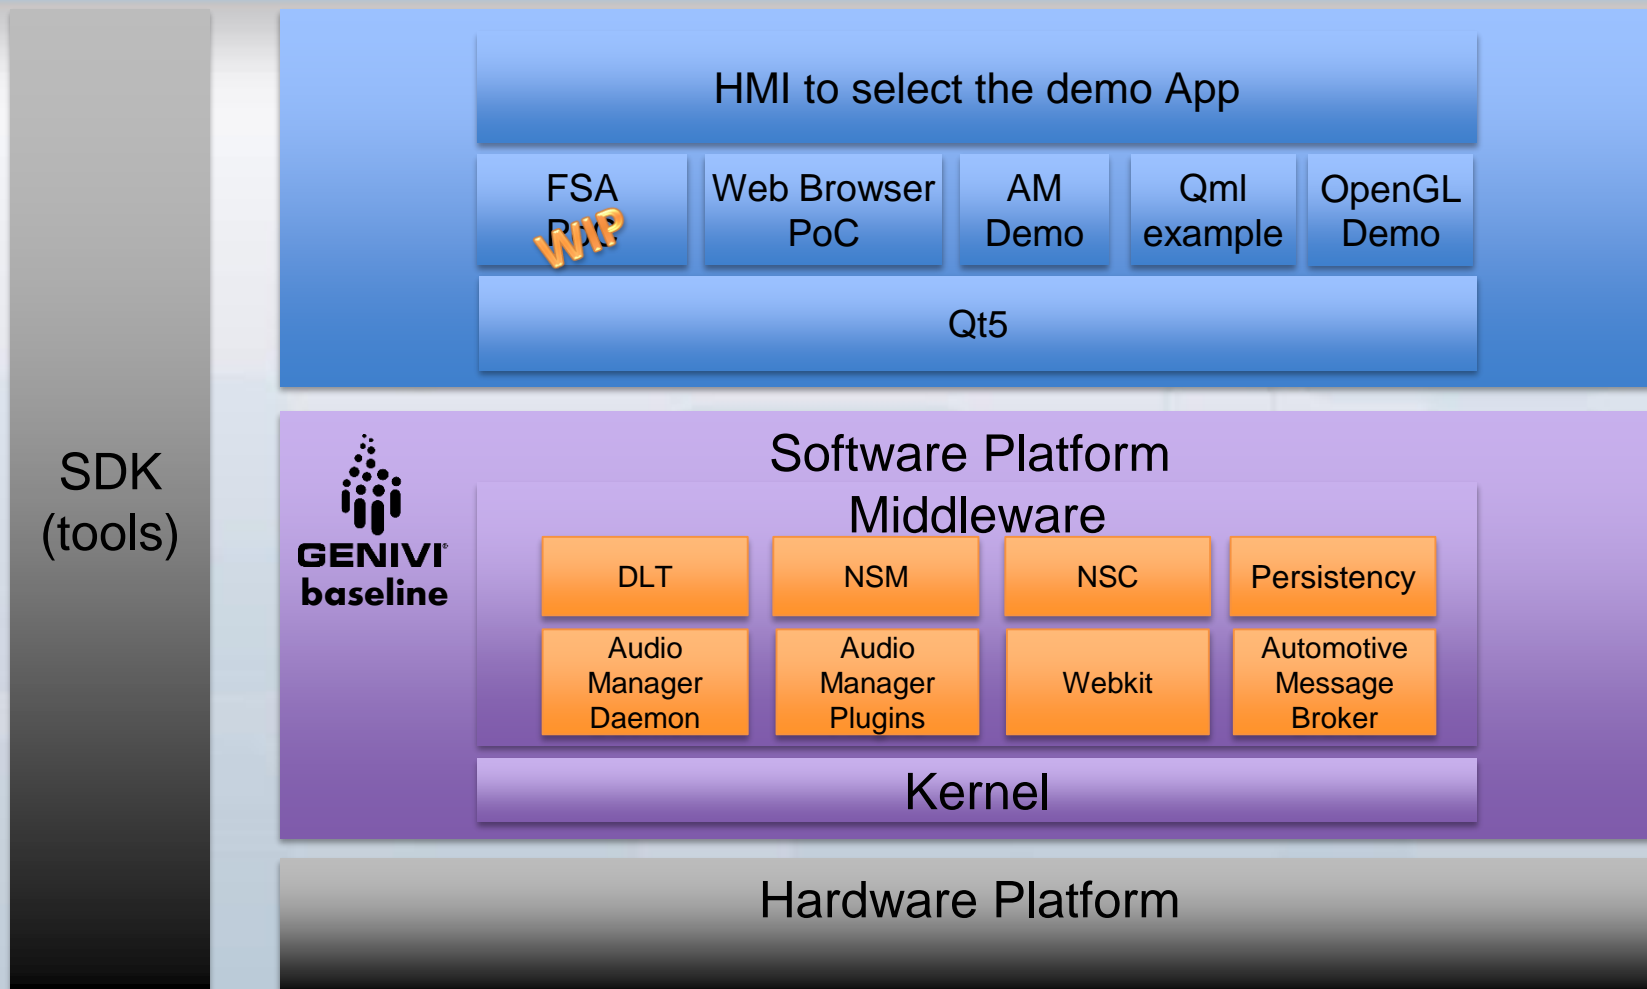 HMI to select the demo App
FSA
PoC
WIP
Web Browser
PoC
AM
Demo
Qml
example
OpenGL
Demo
Qt5
SDK
(tools)
GENIVI®
baseline
Software Platform
Middleware
DLT
NSM
NSC
Persistency
Audio
Manager
Daemon
Audio
Manager
Plugins
Webkit
Automotive
Message
Broker
Kernel
Hardware Platform